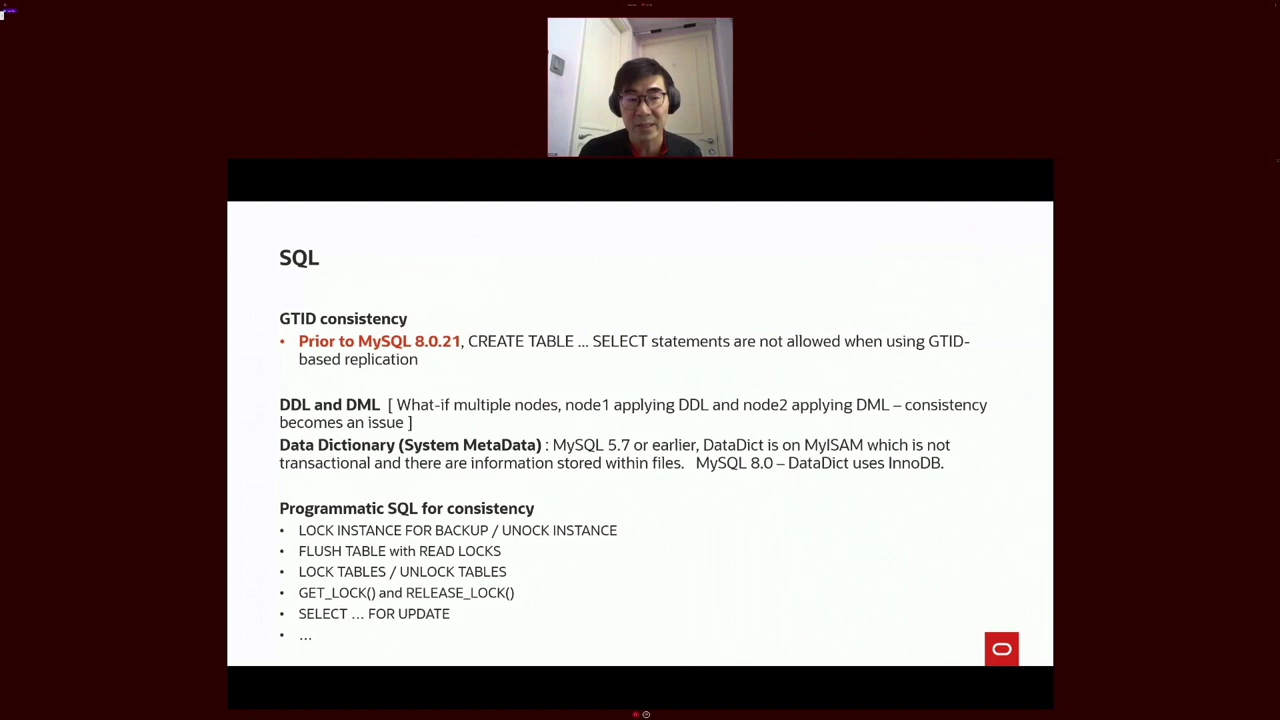 SQL
GTID consistency
• Prior to MySQL 8.0.21, CREATE TABLE ... SELECT statements are not allowed when using GTID-
based replication
DDL and DML [ What-if multiple nodes, node1 applying DDL and node2 applying DML – consistency
becomes an issue ]
Data Dictionary (System MetaData) : MySQL 5.7 or earlier, DataDict is on MyISAM which is not
transactional and there are information stored within files. MySQL 8.0 – DataDict uses InnoDB.
Programmatic SQL for consistency
• LOCK INSTANCE FOR BACKUP / UNOCK INSTANCE
• FLUSH TABLE with READ LOCKS
• LOCK TABLES / UNLOCK TABLES
• GET_LOCK() and RELEASE_LOCK()
• SELECT ... FOR UPDATE
• ...